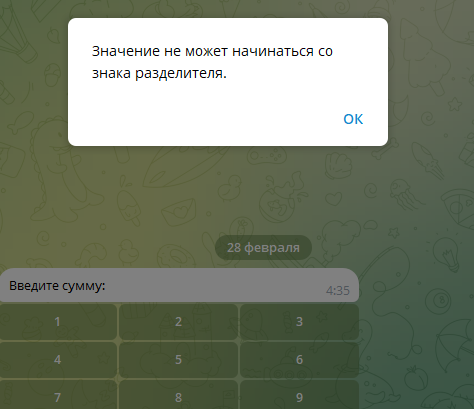 Значение не может начинаться со
знака разделителя.
ОК
28 февраля
Введите сумму:
4:35
1 2 3
4 5 6
7 8 9